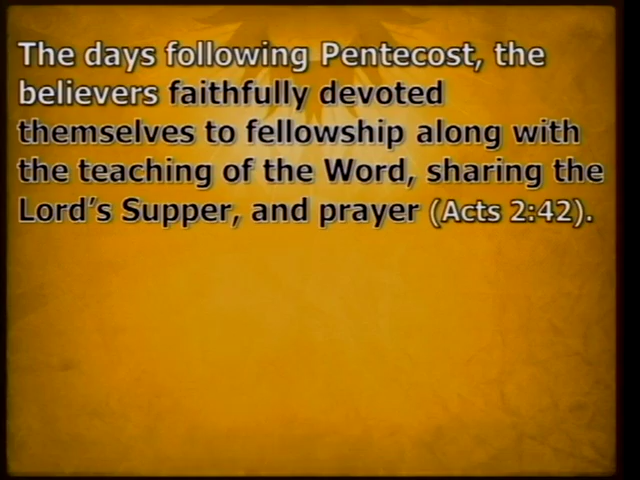 The days following Pentecost, the
believers faithfully devoted
themselves to fellowship along with
the teaching of the Word, sharing the
Lord's Supper, and prayer (Acts 2:42).